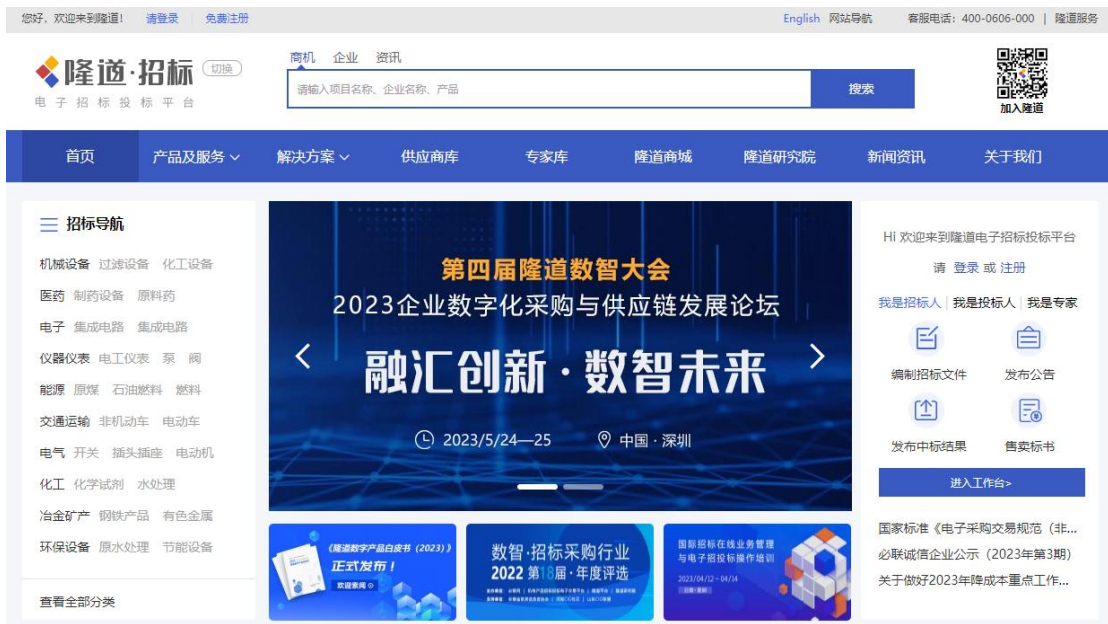 您好，欢迎来到隆道！ 请登录 免费注册
English 网站导航 客服电话：400-0606-000 | 隆道服务
隆道·招标 切换
电子招标投标平台
商机 企业 资讯
请输入项目名称、企业名称、产品 搜索
加入隆道
首页 产品及服务 解决方案 供应商库 专家库 隆道商城 隆道研究院 新闻资讯 关于我们
招标导航
机械设备 过滤设备 化工设备
医药 制药设备 原料药
电子 集成电路 集成电路
仪器仪表 电工仪表 泵 阀
能源 原煤 石油燃料 燃料
交通运输 非机动车 电动车
电气 开关 插头插座 电动机
化工 化学试剂 水处理
冶金矿产 钢铁产品 有色金属
环保设备 原水处理 节能设备
查看全部分类
第四届隆道数智大会
2023企业数字化采购与供应链发展论坛
融汇创新·数智未来
2023/5/24—25 中国·深圳
《隆道数字产品白皮书（2023）》
正式发布！
欢迎索阅
数智·招标采购行业
2022 第18届·年度评选
国际招标在线业务管理
与电子招投标操作培训
2023/04/12 - 04/14
Hi 欢迎来到隆道电子招标投标平台
请 登录 或 注册
我是招标人 | 我是投标人 | 我是专家
编制招标文件 发布公告
发布中标结果 售卖标书
进入工作台>
国家标准《电子采购交易规范（非...
必联诚信企业公示（2023年第3期）
关于做好2023年降成本重点工作...